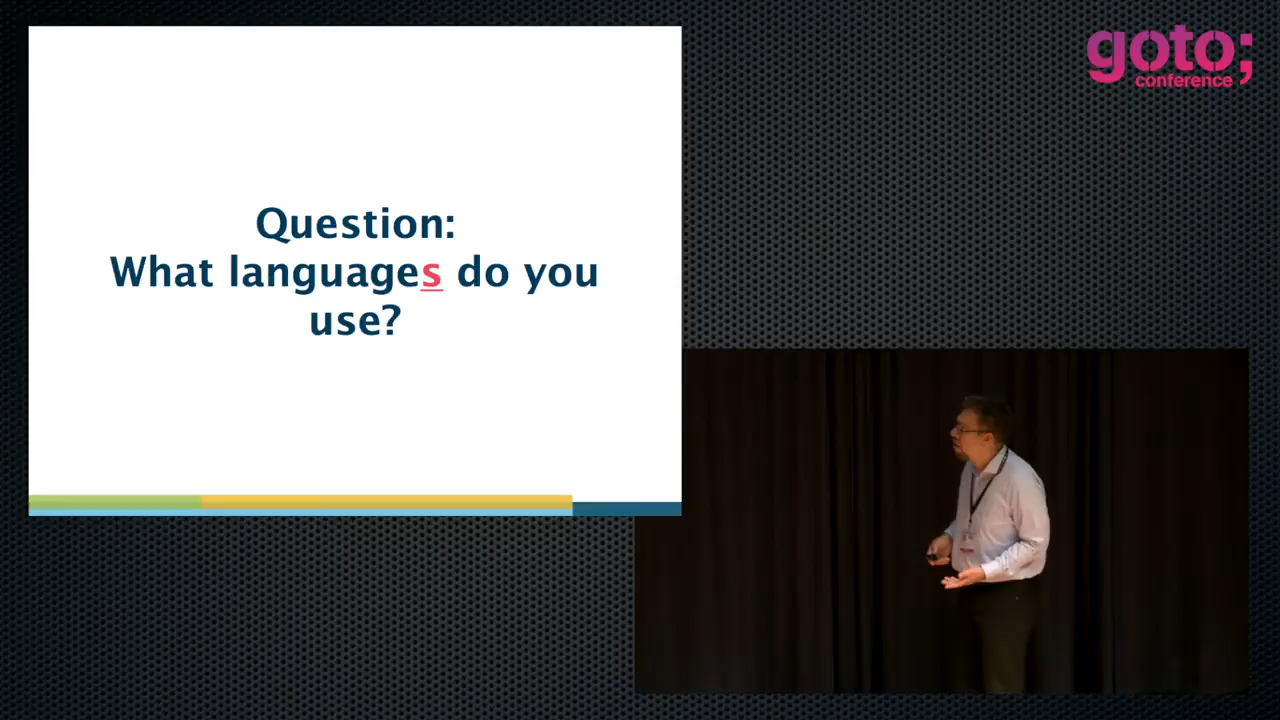 Question:
What languages do you
use?
goto;
conference